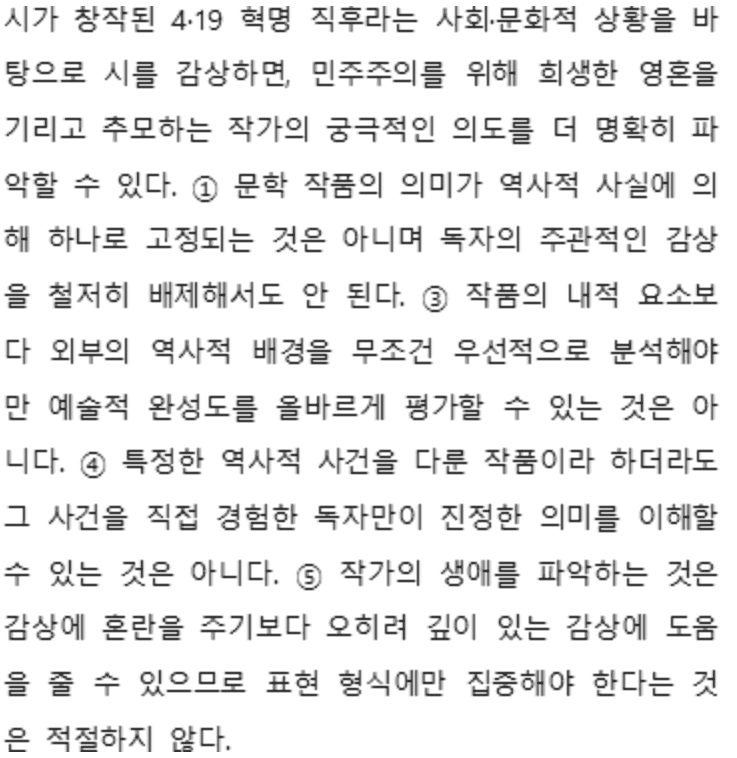 시가 창작된 4·19 혁명 직후라는 사회·문화적 상황을 바
탕으로 시를 감상하면, 민주주의를 위해 희생한 영혼을
기리고 추모하는 작가의 궁극적인 의도를 더 명확히 파
악할 수 있다. ① 문학 작품의 의미가 역사적 사실에 의
해 하나로 고정되는 것은 아니며 독자의 주관적인 감상
을 철저히 배제해서도 안 된다. ③ 작품의 내적 요소보
다 외부의 역사적 배경을 무조건 우선적으로 분석해야
만 예술적 완성도를 올바르게 평가할 수 있는 것은 아
니다. ④ 특정한 역사적 사건을 다룬 작품이라 하더라도
그 사건을 직접 경험한 독자만이 진정한 의미를 이해할
수 있는 것은 아니다. ⑤ 작가의 생애를 파악하는 것은
감상에 혼란을 주기보다 오히려 깊이 있는 감상에 도움
을 줄 수 있으므로 표현 형식에만 집중해야 한다는 것
은 적절하지 않다.